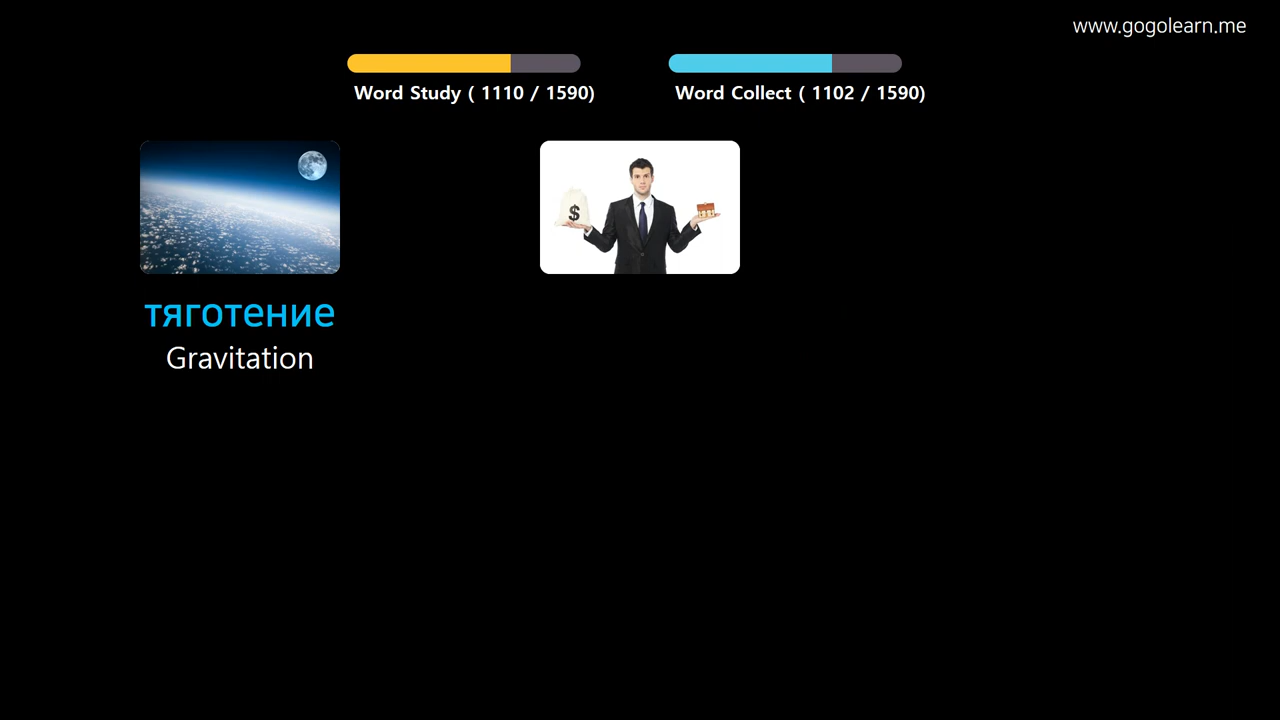 www.gogolearn.me
Word Study ( 1110 / 1590)
Word Collect ( 1102 / 1590)
$
тяготение
Gravitation